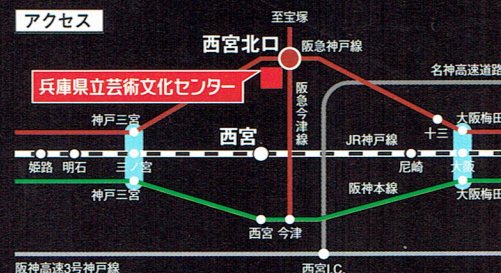 アクセス
至宝塚
西宮北口
阪急神戸線
名神高速道路
兵庫県立芸術文化センター
阪急今津線
神戸三宮
十三
大阪梅田
西宮
JR神戸線
姫路
明石
三ノ宮
尼崎
大阪
神戸三宮
阪神本線
大阪梅田
西宮
今津
阪神高速3号神戸線
西宮I.C.